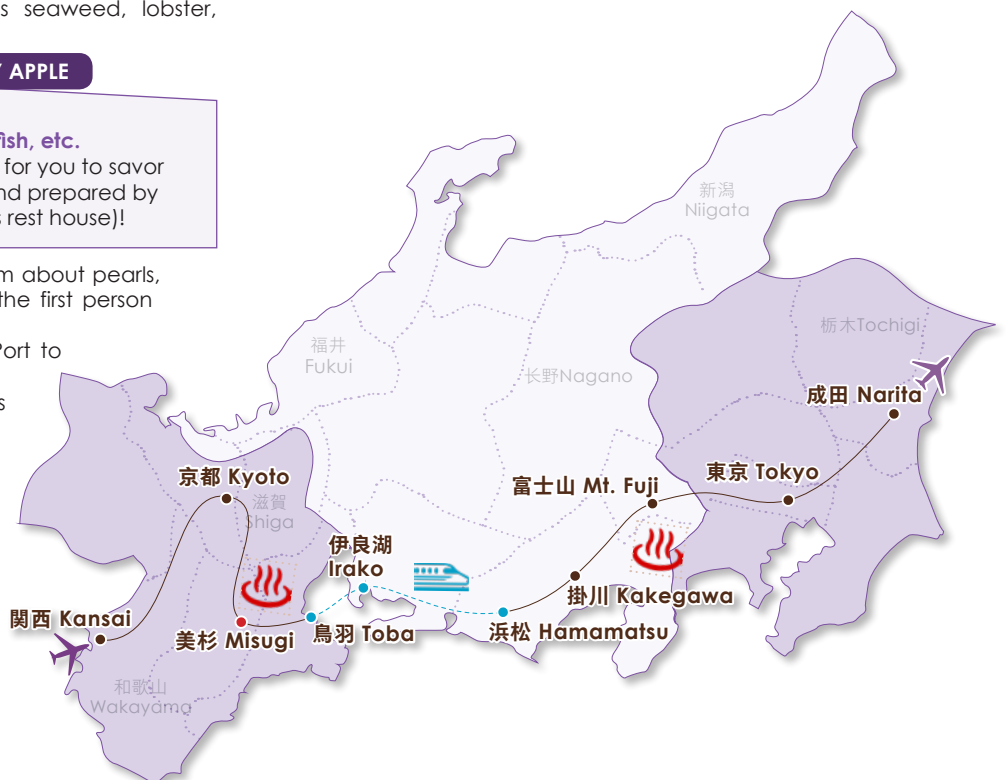 s seaweed, lobster,
APPLE
fish, etc.
for you to savor
nd prepared by
s rest house)!
m about pearls,
the first person
Port to
s
新潟
Niigata
栃木Tochigi
福井
Fukui
长野Nagano
成田 Narita
東京 Tokyo
富士山 Mt. Fuji
京都 Kyoto
滋賀
Shiga
伊良湖
Irako
掛川 Kakegawa
関西 Kansai
美杉 Misugi
鳥羽 Toba
浜松 Hamamatsu
和歌山
Wakayama